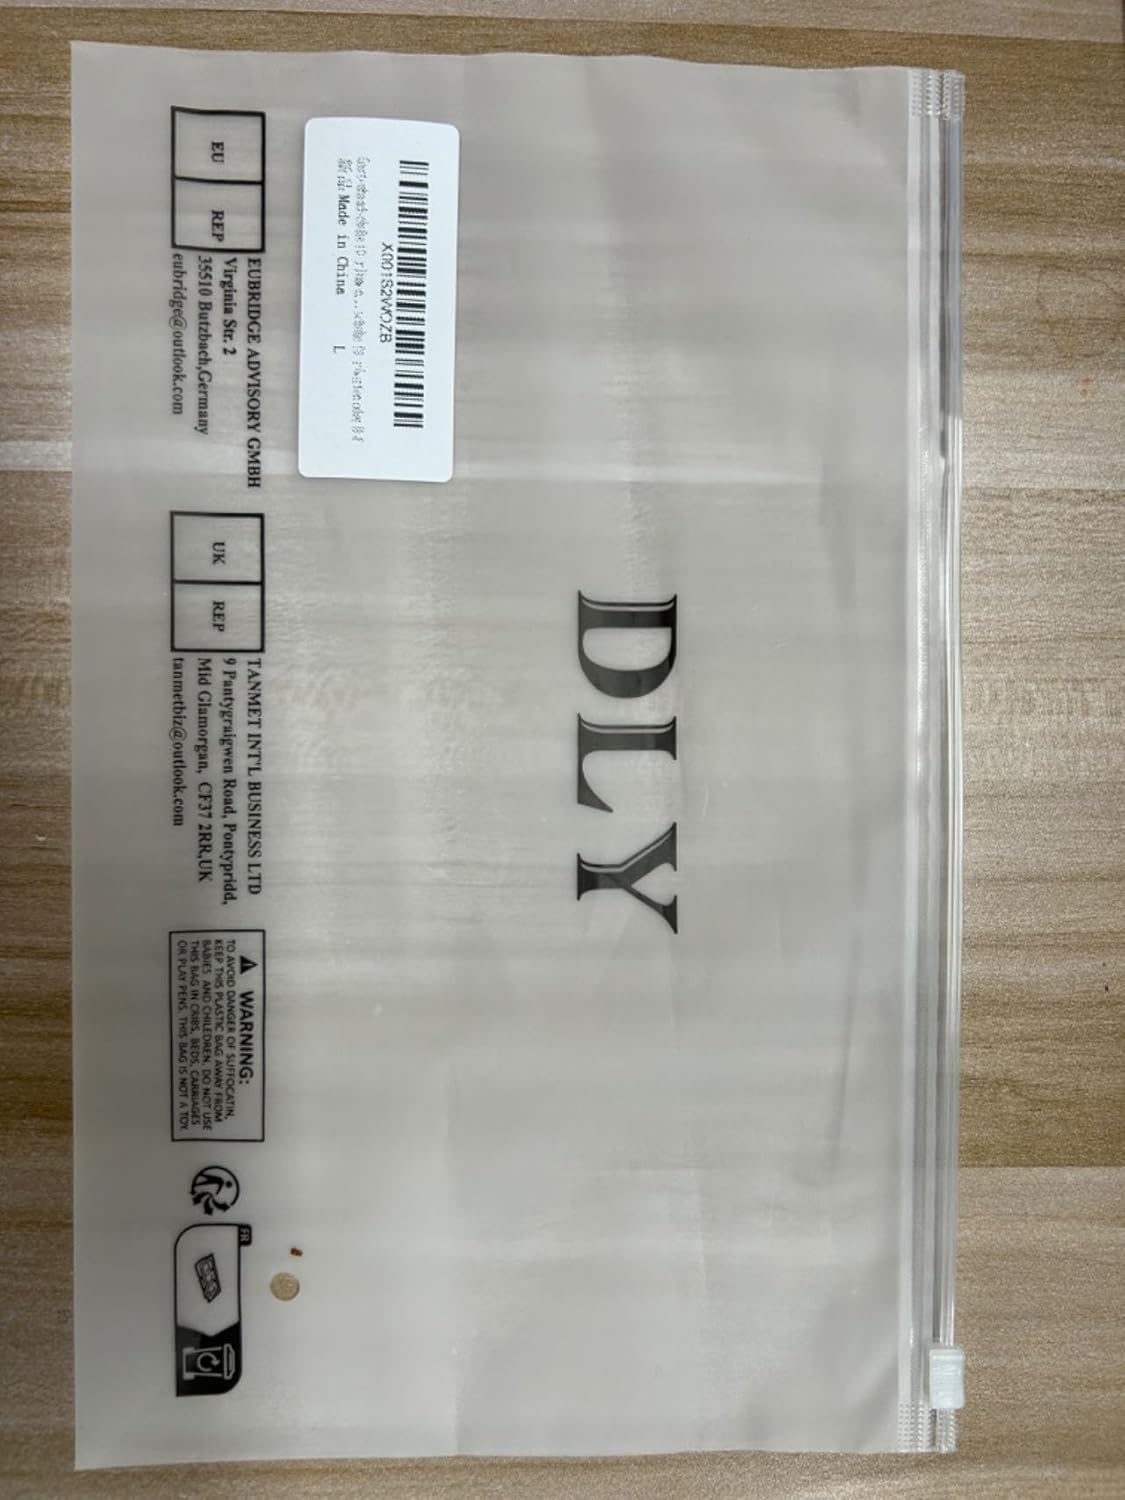 X001S2WOZB
Made in China
L
DLY
EU
REP
EUBRIDGE ADVISORY GMBH
Virginia Str. 2
35510 Butzbach,Germany
eubridge@outlook.com
UK
REP
TANMET INT'L BUSINESS LTD
9 Pantygraigwen Road, Pontypridd,
Mid Glamorgan, CF37 2RR,UK
tanmetbiz@outlook.com
WARNING:
TO AVOID DANGER OF SUFFOCATIN,
KEEP THIS PLASTIC BAG AWAY FROM
BABIES AND CHILEDREN. DO NOT USE
THIS BAG IN CRIBS, BEDS, CARRIAGES
OR PLAY PENS. THIS BAG IS NOT A TOY.
FR